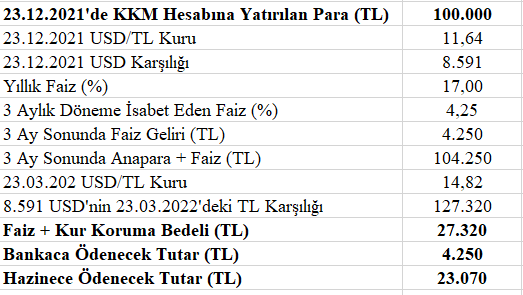 23.12.2021'de KKM Hesabına Yatırılan Para (TL) 100.000
23.12.2021 USD/TL Kuru 11,64
23.12.2021 USD Karşılığı 8.591
Yıllık Faiz (%) 17,00
3 Aylık Döneme İsabet Eden Faiz (%) 4,25
3 Ay Sonunda Faiz Geliri (TL) 4.250
3 Ay Sonunda Anapara + Faiz (TL) 104.250
23.03.202 USD/TL Kuru 14,82
8.591 USD'nin 23.03.2022'deki TL Karşılığı 127.320
Faiz + Kur Koruma Bedeli (TL) 27.320
Bankaca Ödenecek Tutar (TL) 4.250
Hazinece Ödenecek Tutar (TL) 23.070